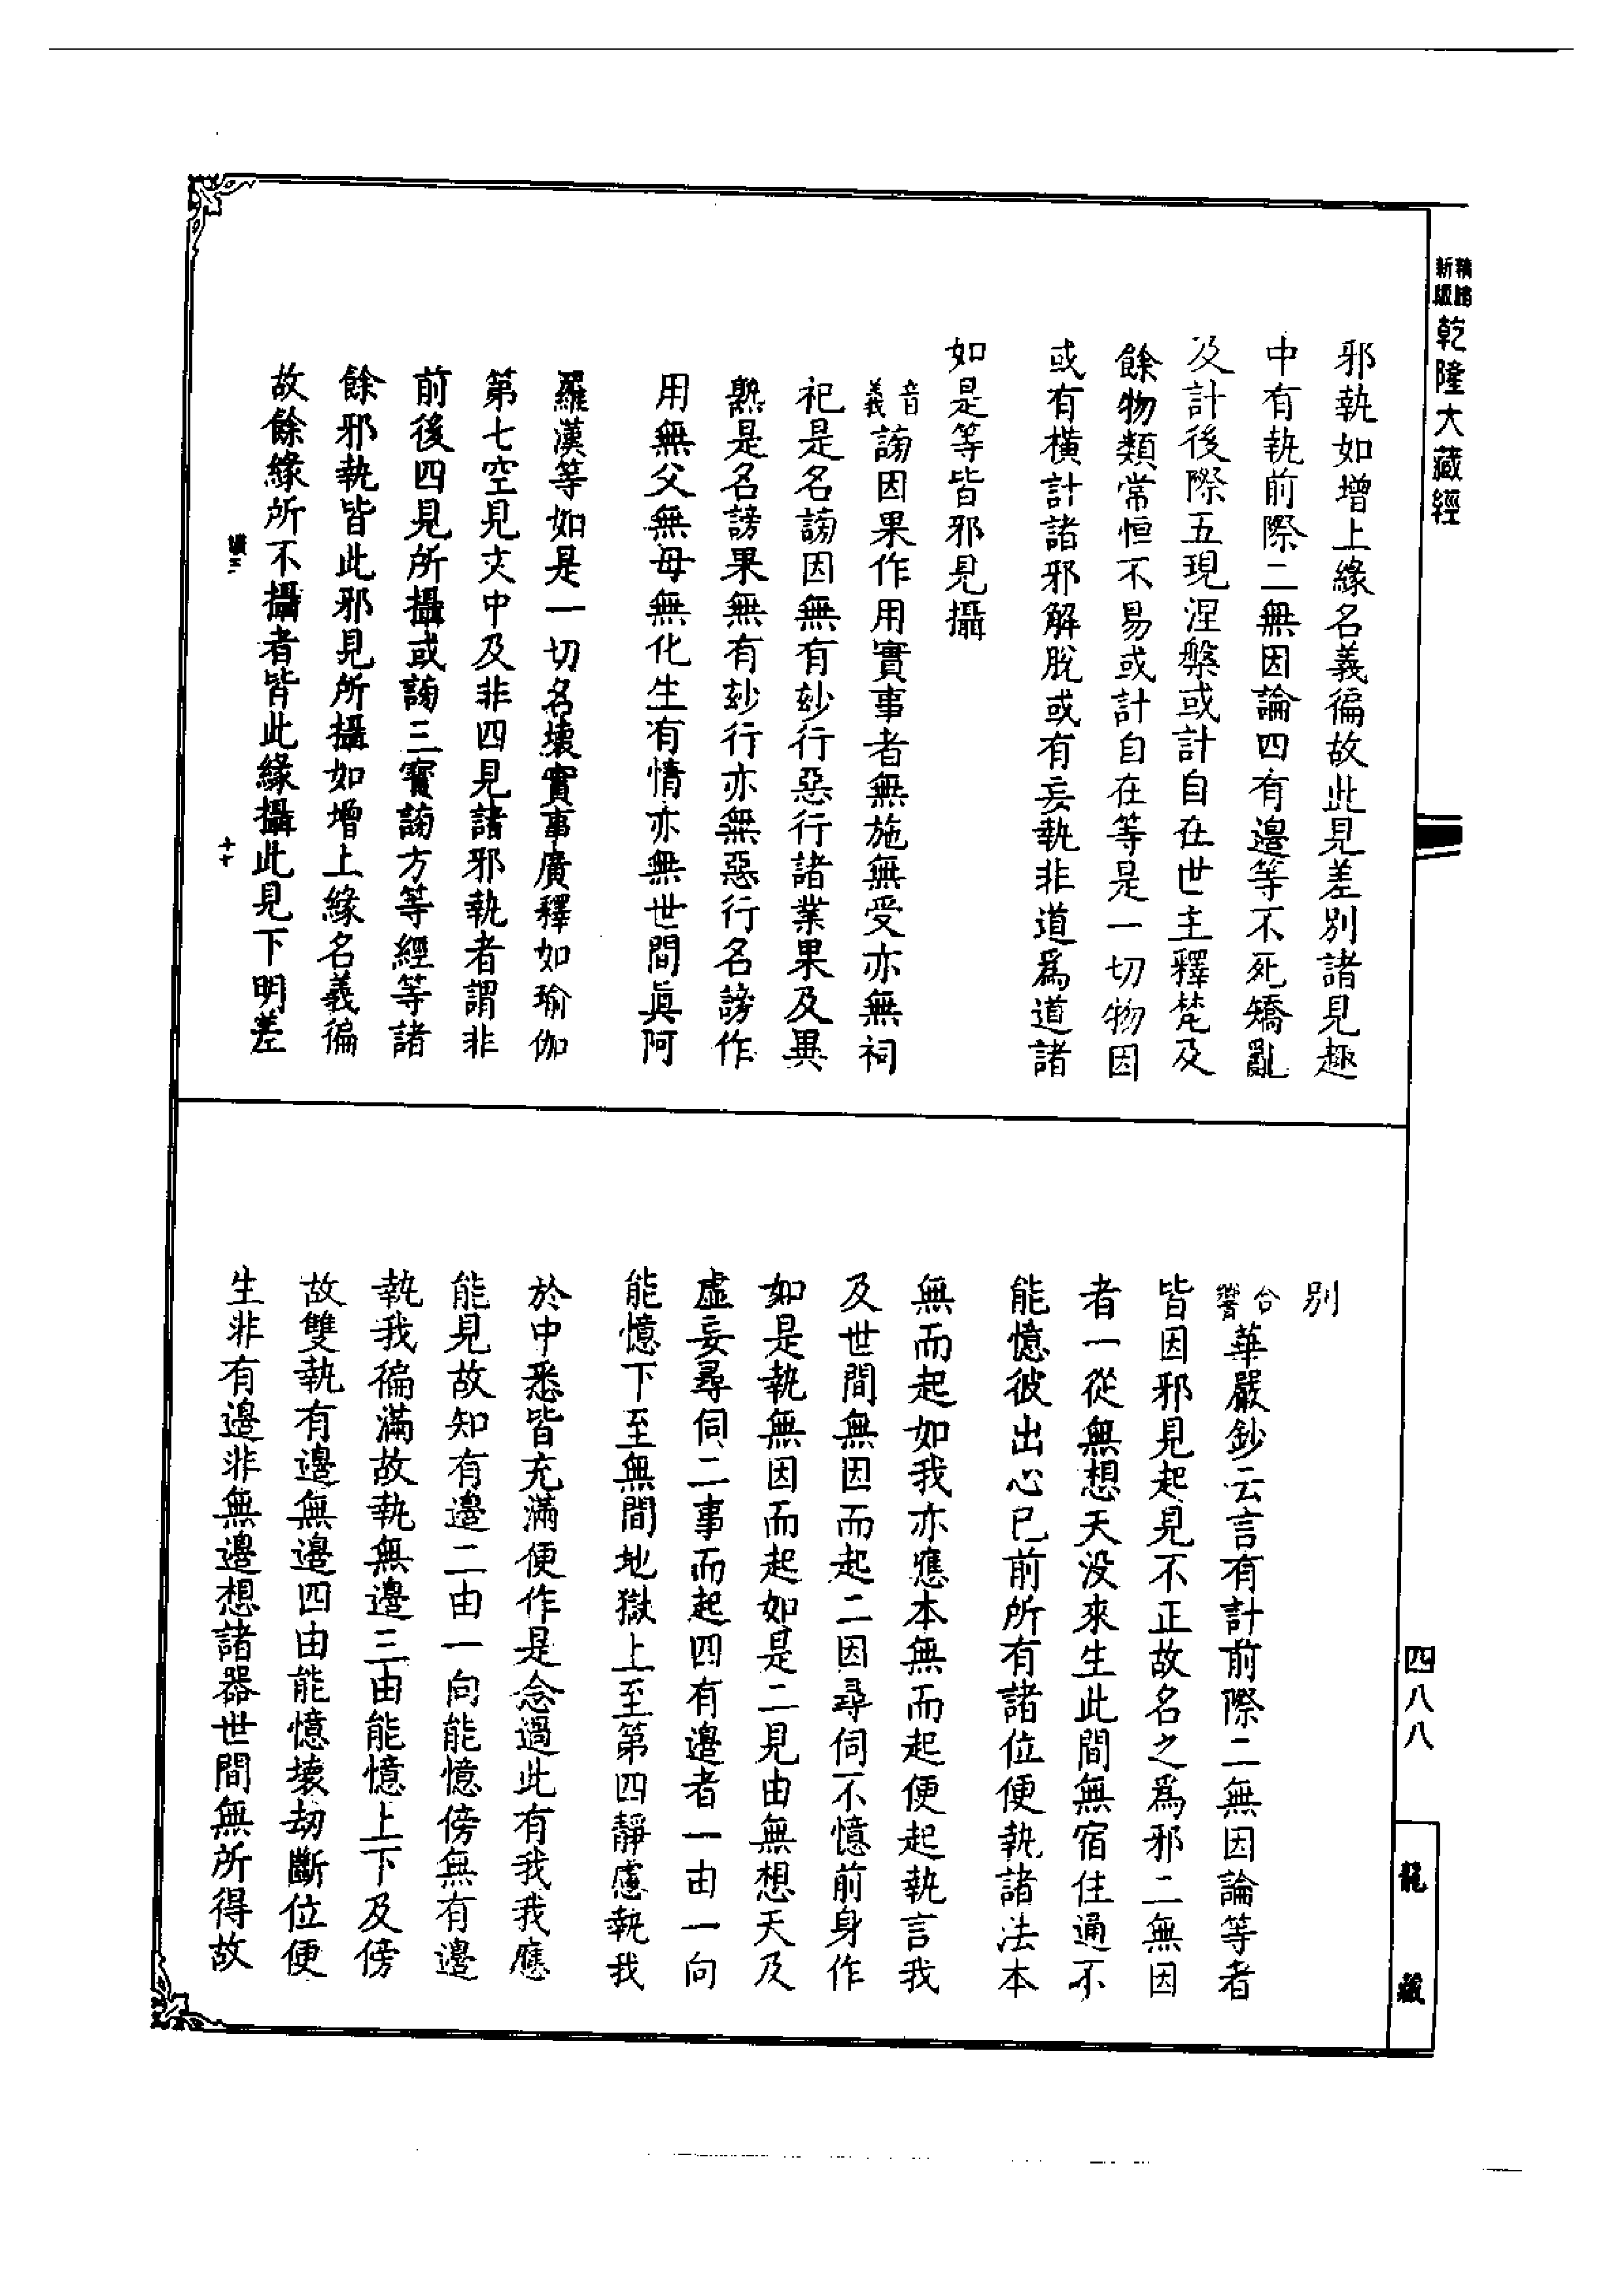 精縮新版乾隆大藏經
邪執如增上緣名義徧故此見差別諸見趣
中有執前際二無因論四有邊等不死矯亂
及計後際五現涅槃或計自在世主釋梵及
餘物類常恒不易或計自在等是一切物因
或有橫計諸邪解脫或有妄執非道爲道諸
如是等皆邪見攝
音義謗因果作用實事者無施無受亦無祠
祀是名謗因無有妙行惡行諸業果及異
熟是名謗果無有妙行亦無惡行名謗作
用無父無母無化生有情亦無世間眞阿
羅漢等如是一切名壞實事廣釋如瑜伽
第七空見文中及非四見諸邪執者謂非
前後四見所攝或謗三寶謗方等經等諸
餘邪執皆此邪見所攝如增上緣名義徧
故餘緣所不攝者皆此緣攝此見下明差
十七
別
合響華嚴鈔云言有計前際二無因論等者
皆因邪見起見不正故名之爲邪二無因
者一從無想天没來生此間無宿住通不
能憶彼出心已前所有諸位便執諸法本
無而起如我亦應本無而起便起執言我
及世間無因而起二因尋伺不憶前身作
如是執無因而起如是二見由無想天及
虛妄尋伺二事而起四有邊者一由一向
能憶下至無間地獄上至第四靜慮執我
於中悉皆充滿便作是念過此有我我應
能見故知有邊二由一向能憶傍無有邊
執我徧滿故執無邊三由能憶上下及傍
故雙執有邊無邊四由能憶壞劫斷位便
生非有邊非無邊想諸器世間無所得故
四八八
龍藏